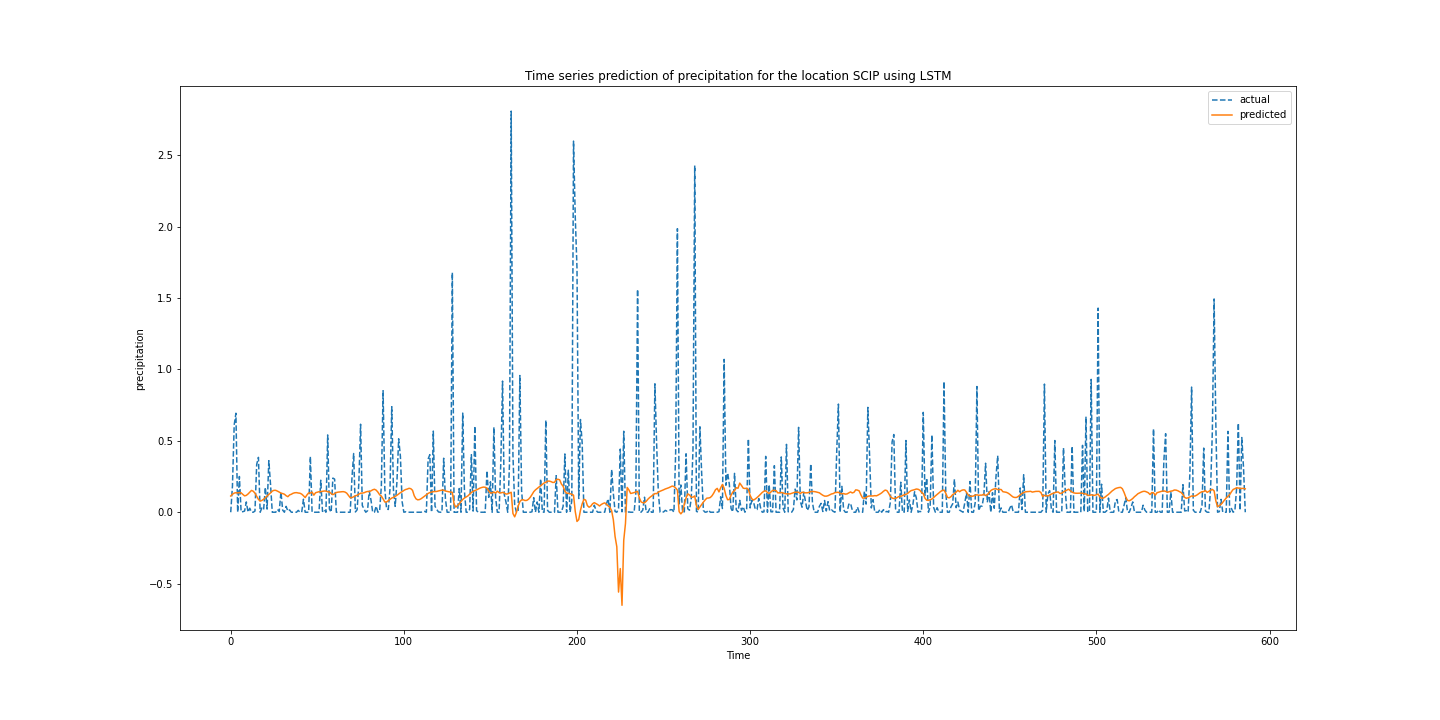 Time series prediction of precipitation for the location SCIP using LSTM
actual
predicted
2.5
2.0
1.5
1.0
0.5
0.0
−0.5
precipitation
0 100 200 300 400 500 600
Time